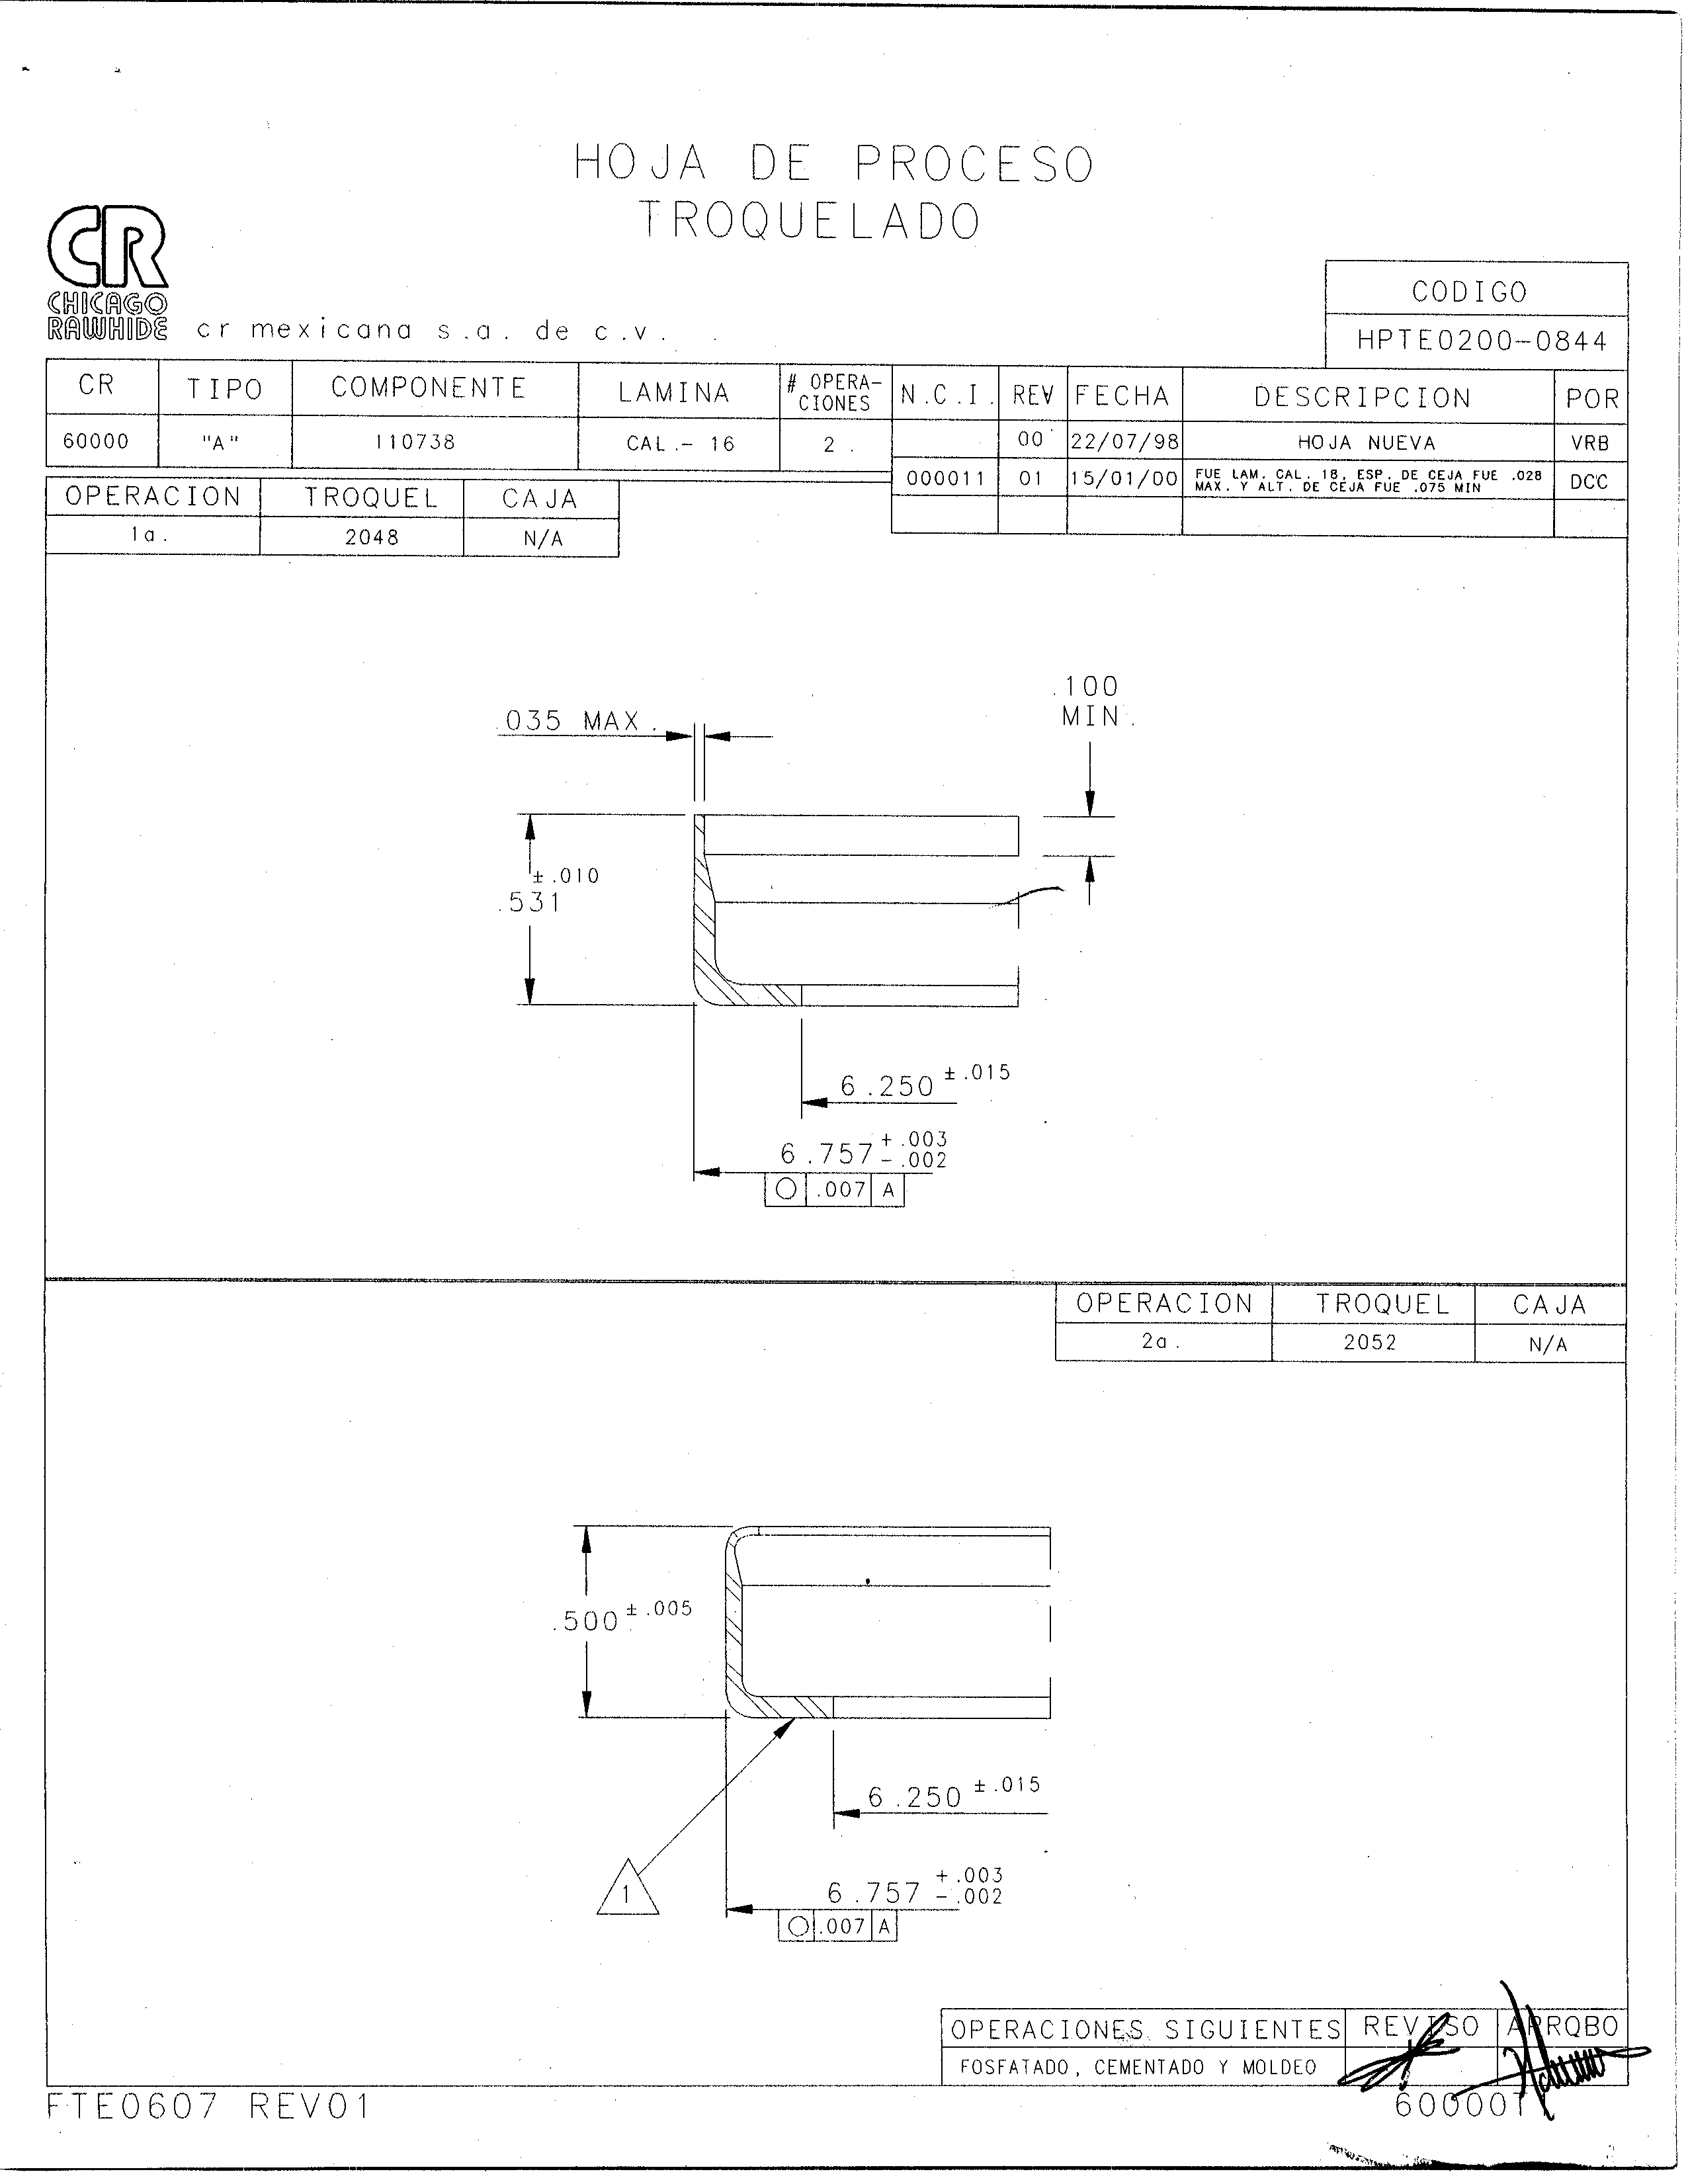 HOJA DE PROCESO
TROQUELADO
CR
CHICAGO
RAWHIDE
cr mexicana s.a. de c.v.
CODIGO
HPTE0200-0844
CR TIPO COMPONENTE LAMINA # OPERA-CIONES N.C.I. REV FECHA DESCRIPCION POR
60000 "A" 110738 CAL.- 16 2. 00 22/07/98 HOJA NUEVA VRB
000011 01 15/01/00 FUE LAM. CAL. 18, ESP. DE CEJA FUE .028
MAX. Y ALT. DE CEJA FUE .075 MIN DCC
OPERACION TROQUEL CAJA
1a. 2048 N/A
.100
MIN.
.035 MAX.
±.010
.531
6.250 ±.015
6.757 +.003
-.002
.007 A
OPERACION TROQUEL CAJA
2a. 2052 N/A
.500 ±.005
6.250 ±.015
1
6.757 +.003
-.002
.007 A
OPERACIONES SIGUIENTES REVISO APROBO
FOSFATADO, CEMENTADO Y MOLDEO
FTE0607 REV01